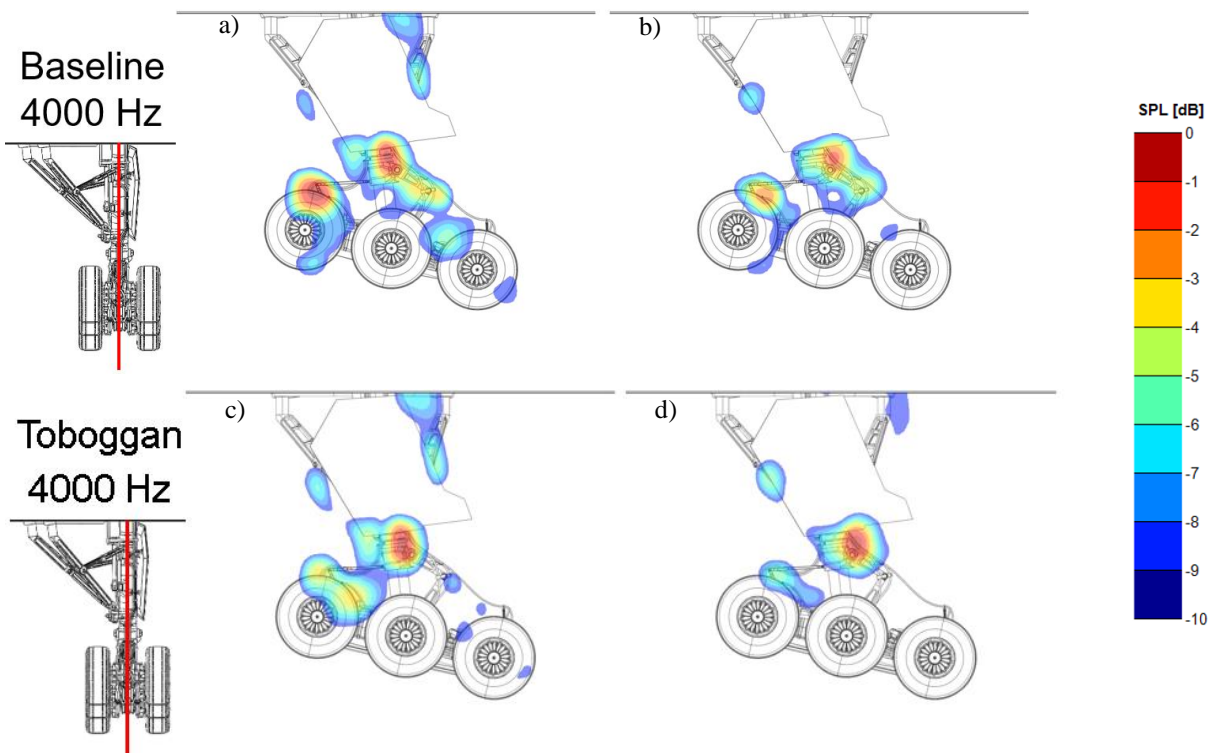 a)
b)
Baseline
4000 Hz
SPL [dB]
0
-1
-2
-3
-4
-5
-6
-7
-8
-9
-10
c)
d)
Toboggan
4000 Hz